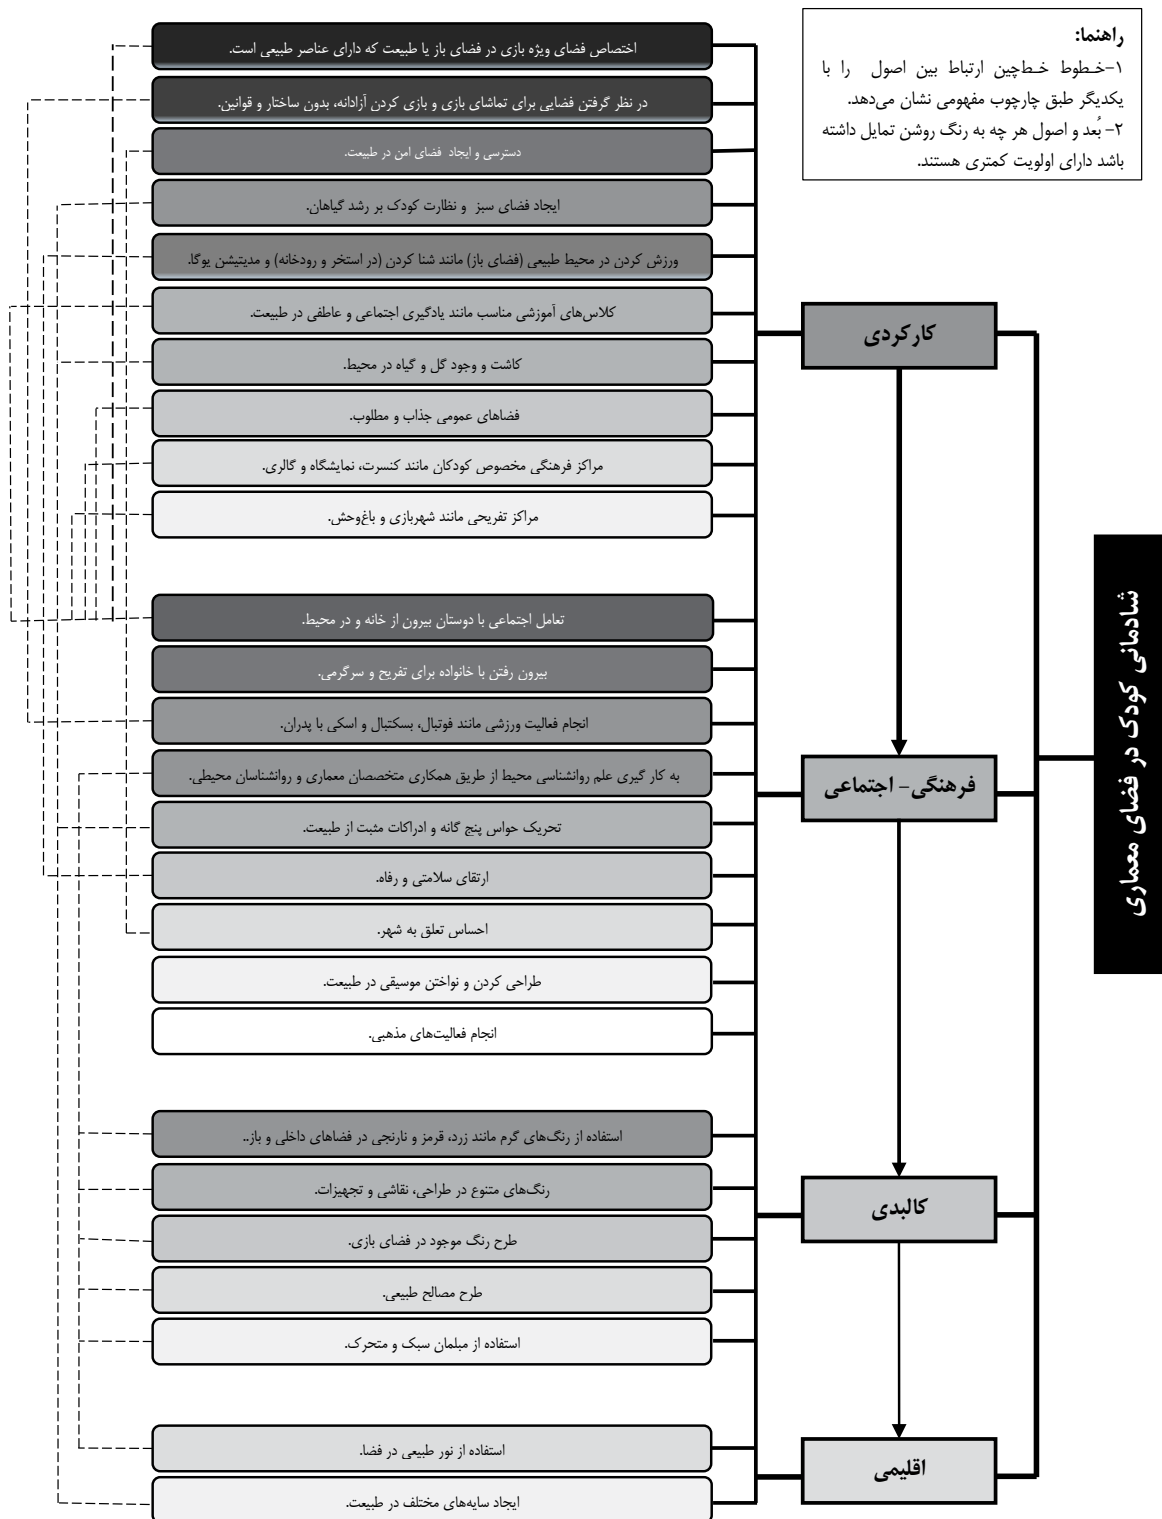 راهنما:
۱-خطوط خط‌چین ارتباط بین اصول را با
یکدیگر طبق چارچوب مفهومی نشان می‌دهد.
۲- بُعد و اصول هر چه به رنگ روشن تمایل داشته
باشد دارای اولویت کمتری هستند.
شادمانی کودک در فضای معماری
کارکردی
اختصاص فضای ویژه بازی در فضای باز یا طبیعت که دارای عناصر طبیعی است.
در نظر گرفتن فضایی برای تماشای بازی و بازی کردن آزادانه، بدون ساختار و قوانین.
دسترسی و ایجاد فضای امن در طبیعت.
ایجاد فضای سبز و نظارت کودک بر رشد گیاهان.
ورزش کردن در محیط طبیعی (فضای باز) مانند شنا کردن (در استخر و رودخانه) و مدیتیشن یوگا.
کلاس‌های آموزشی مناسب مانند یادگیری اجتماعی و عاطفی در طبیعت.
کاشت و وجود گل و گیاه در محیط.
فضاهای عمومی جذاب و مطلوب.
مراکز فرهنگی مخصوص کودکان مانند کنسرت، نمایشگاه و گالری.
مراکز تفریحی مانند شهربازی و باغ‌وحش.
فرهنگی- اجتماعی
تعامل اجتماعی با دوستان بیرون از خانه و در محیط.
بیرون رفتن با خانواده برای تفریح و سرگرمی.
انجام فعالیت ورزشی مانند فوتبال، بسکتبال و اسکی با پدران.
به کار گیری علم روانشناسی محیط از طریق همکاری متخصصان معماری و روانشناسان محیطی.
تحریک حواس پنج گانه و ادراکات مثبت از طبیعت.
ارتقای سلامتی و رفاه.
احساس تعلق به شهر.
طراحی کردن و نواختن موسیقی در طبیعت.
انجام فعالیت‌های مذهبی.
کالبدی
استفاده از رنگ‌های گرم مانند زرد، قرمز و نارنجی در فضاهای داخلی و باز..
رنگ‌های متنوع در طراحی، نقاشی و تجهیزات.
طرح رنگ موجود در فضای بازی.
طرح مصالح طبیعی.
استفاده از مبلمان سبک و متحرک.
اقلیمی
استفاده از نور طبیعی در فضا.
ایجاد سایه‌های مختلف در طبیعت.